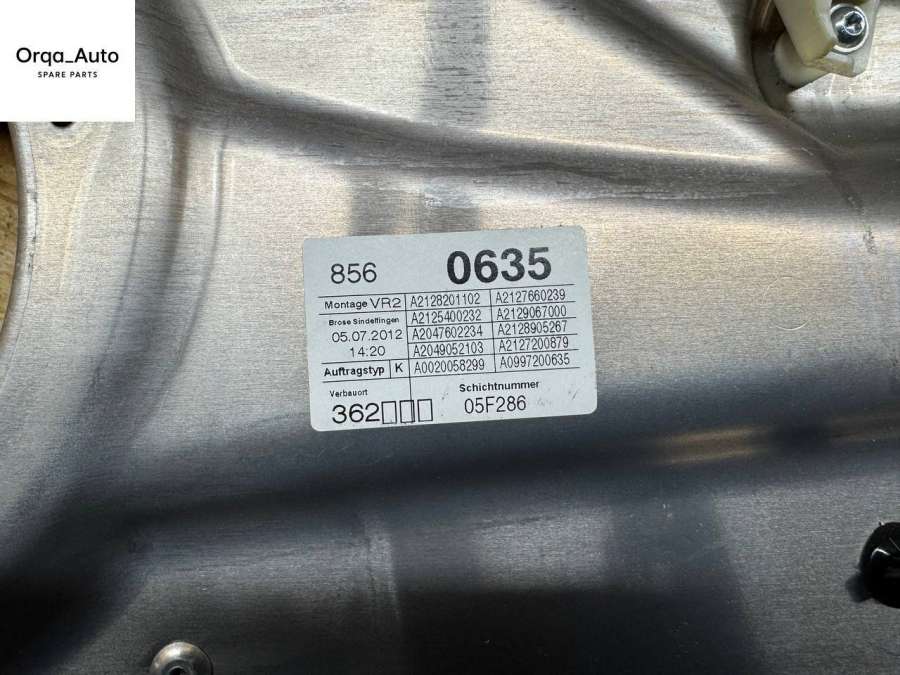 Orqa_Auto
SPARE PARTS
856 0635
Montage VR2 A2128201102 A2127660239
Brose Sindelfingen A2125400232 A2129067000
05.07.2012 A2047602234 A2128905267
14:20 A2049052103 A2127200879
Auftragstyp K A0020058299 A0997200635
Verbauort Schichtnummer
362□□□ 05F286